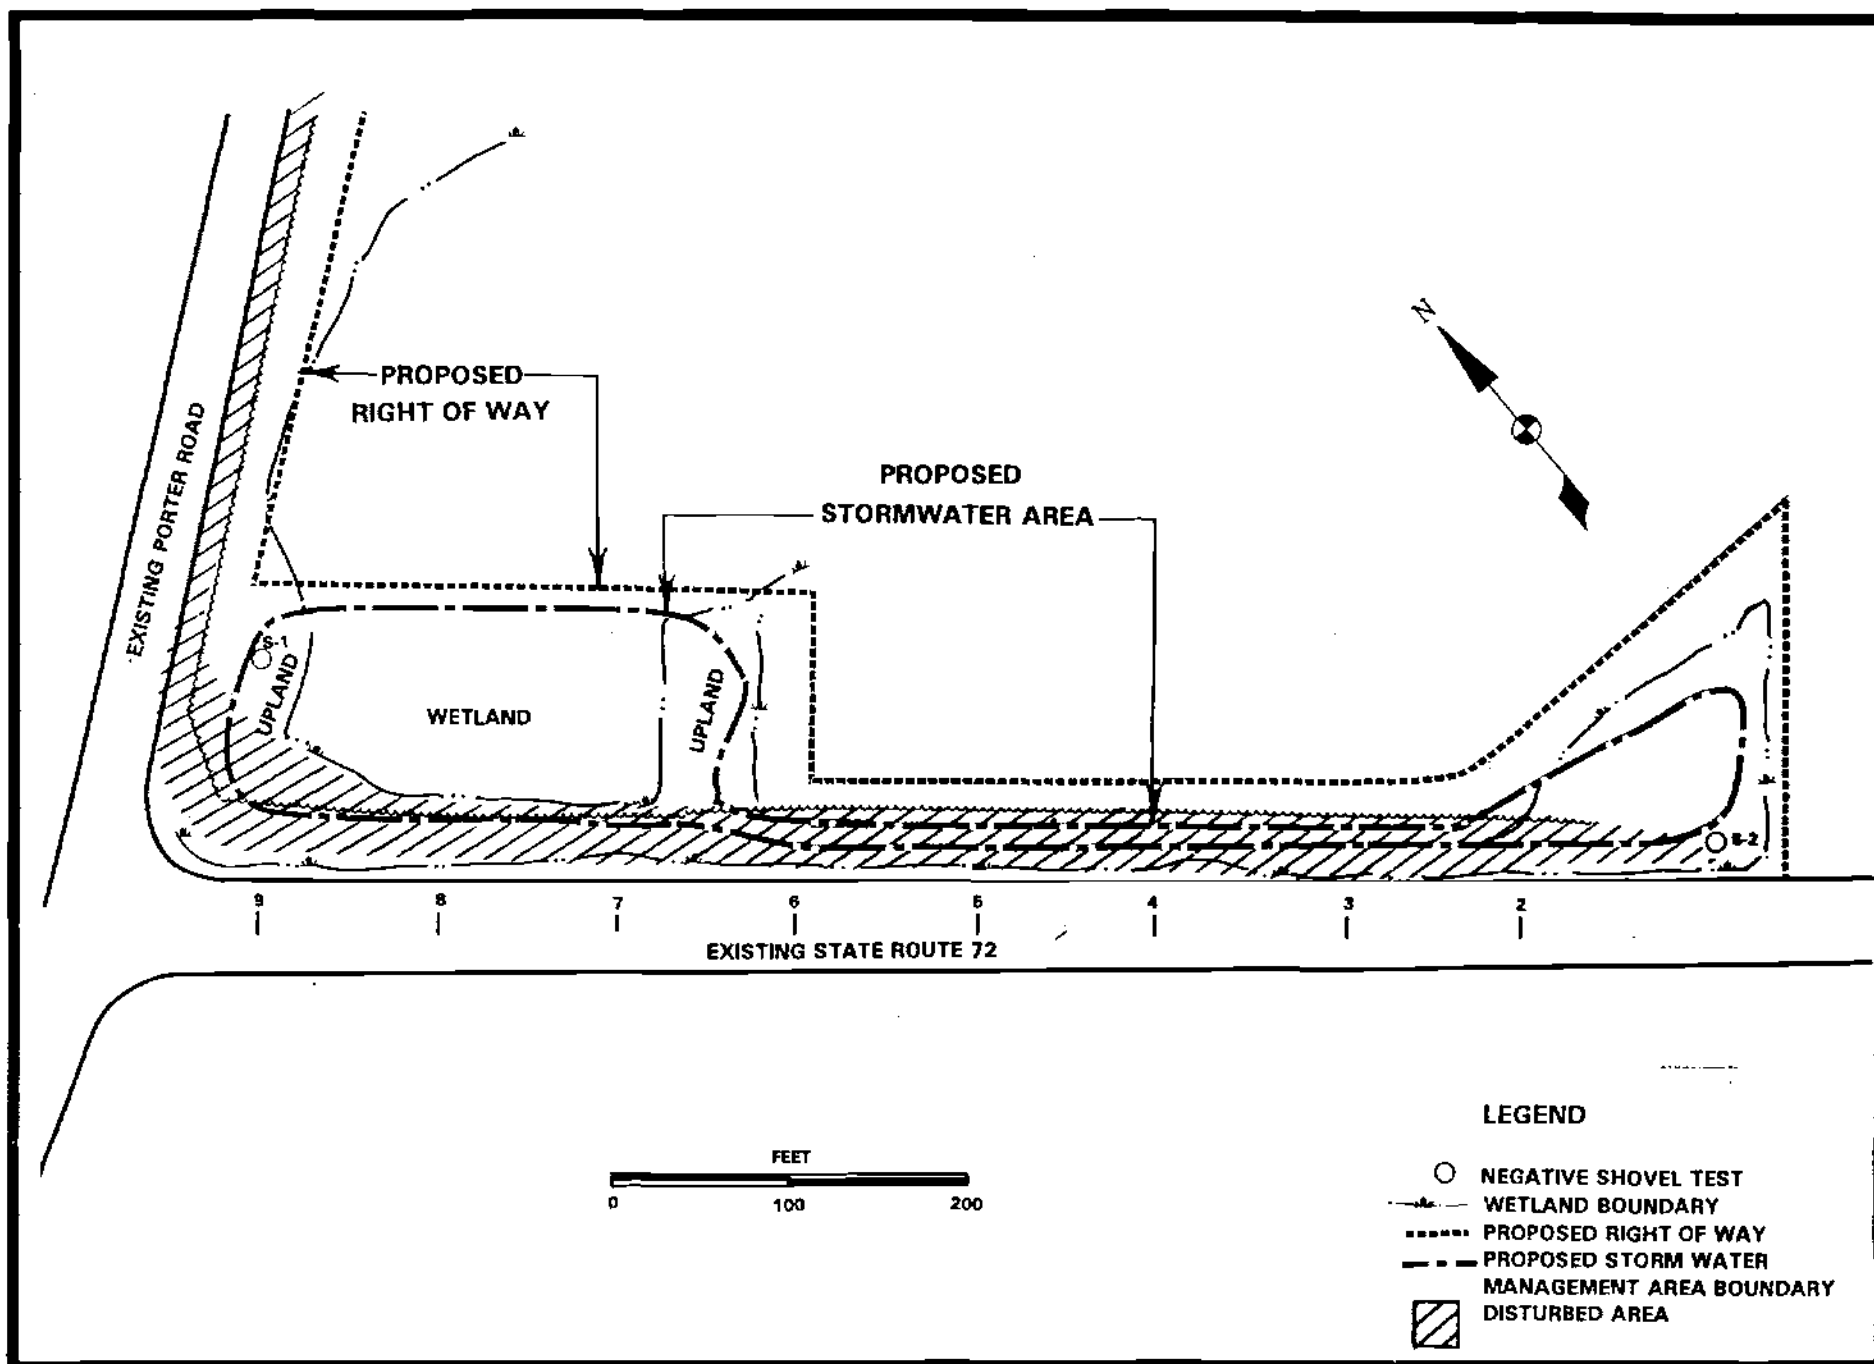 N
PROPOSED
RIGHT OF WAY
EXISTING PORTER ROAD
PROPOSED
STORMWATER AREA
S-1
UPLAND
WETLAND
UPLAND
S-2
9 8 7 6 5 4 3 2
EXISTING STATE ROUTE 72
LEGEND
FEET
0 100 200
NEGATIVE SHOVEL TEST
WETLAND BOUNDARY
PROPOSED RIGHT OF WAY
PROPOSED STORM WATER
MANAGEMENT AREA BOUNDARY
DISTURBED AREA